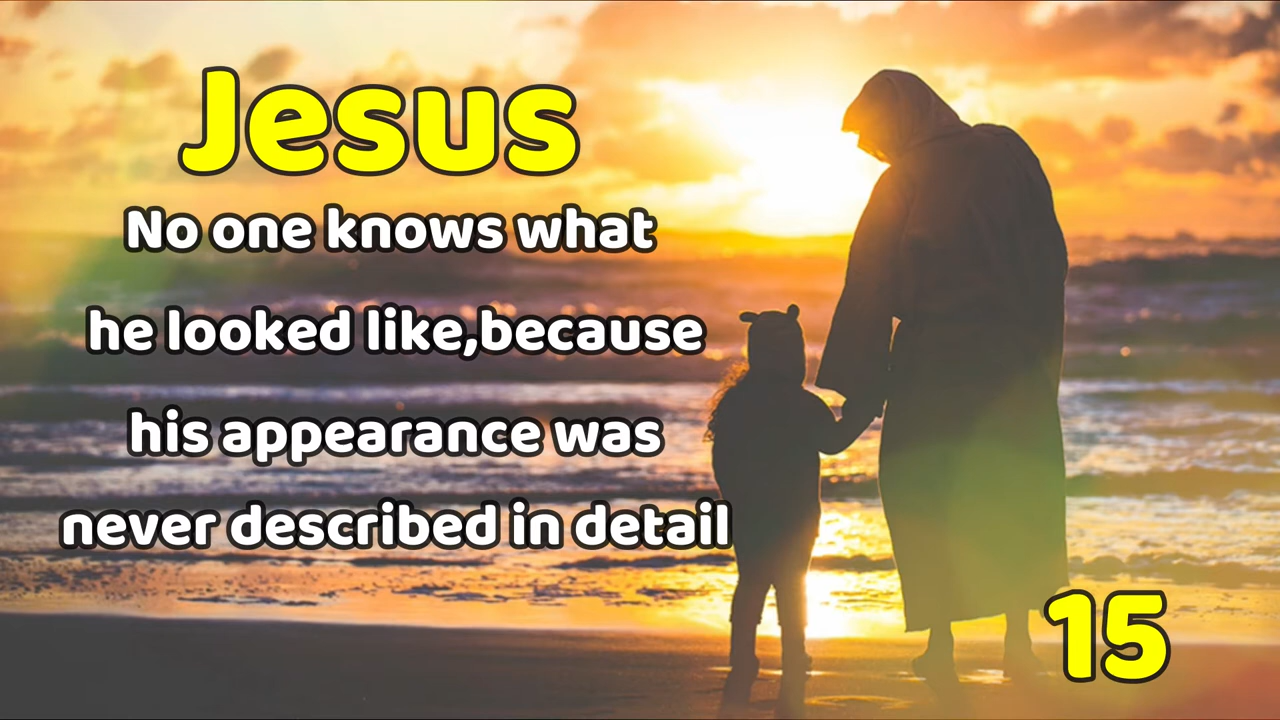 Jesus
No one knows what
he looked like,because
his appearance was
never described in detail
15